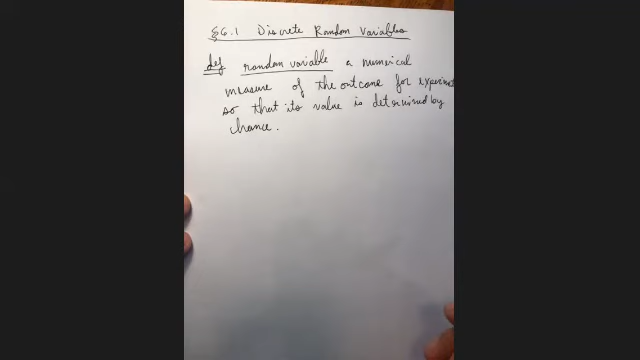 §6.1 Discrete Random Variables
def random variable a numerical
measure of the outcome for experiment
so that its value is determined by
chance.